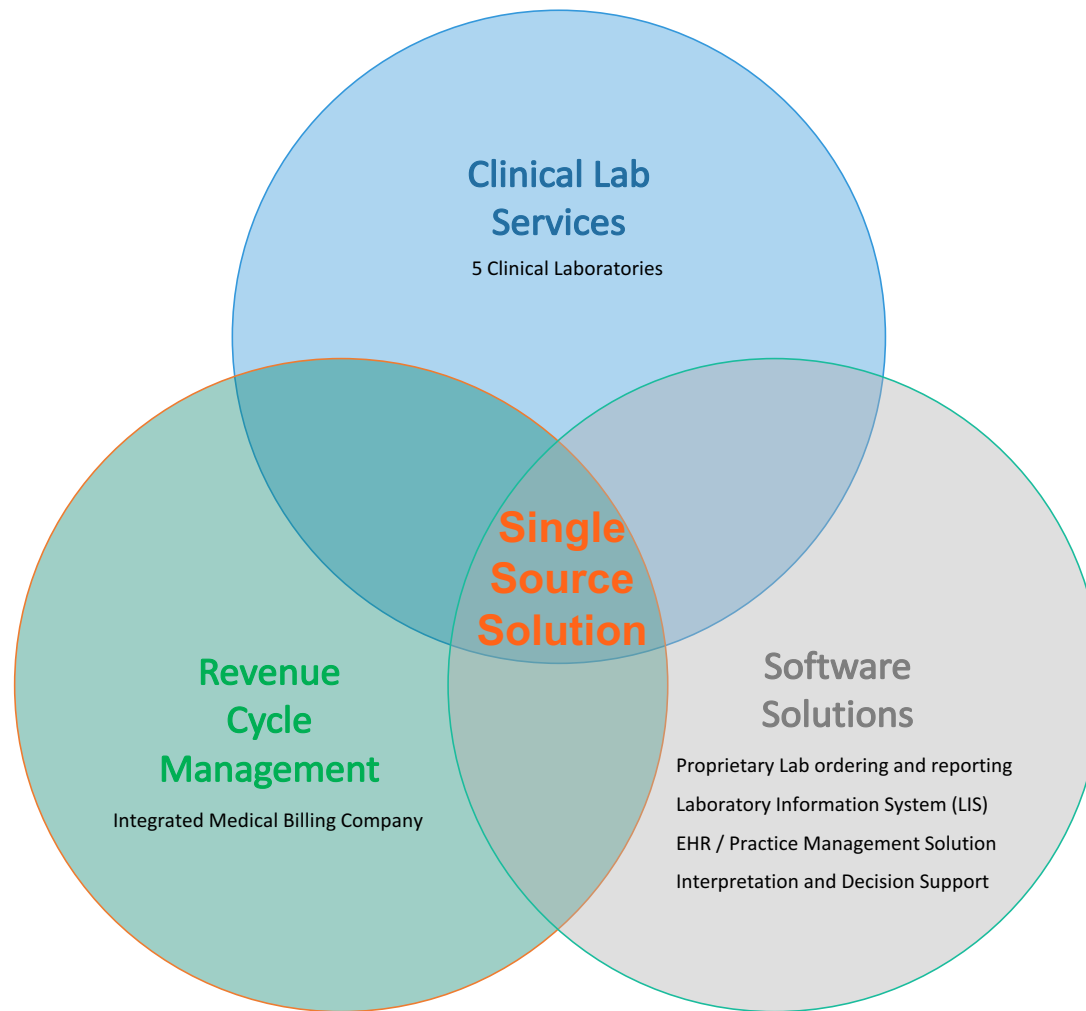 Clinical Lab
Services
5 Clinical Laboratories
Single
Source
Solution
Revenue
Cycle
Management
Integrated Medical Billing Company
Software
Solutions
Proprietary Lab ordering and reporting
Laboratory Information System (LIS)
EHR / Practice Management Solution
Interpretation and Decision Support